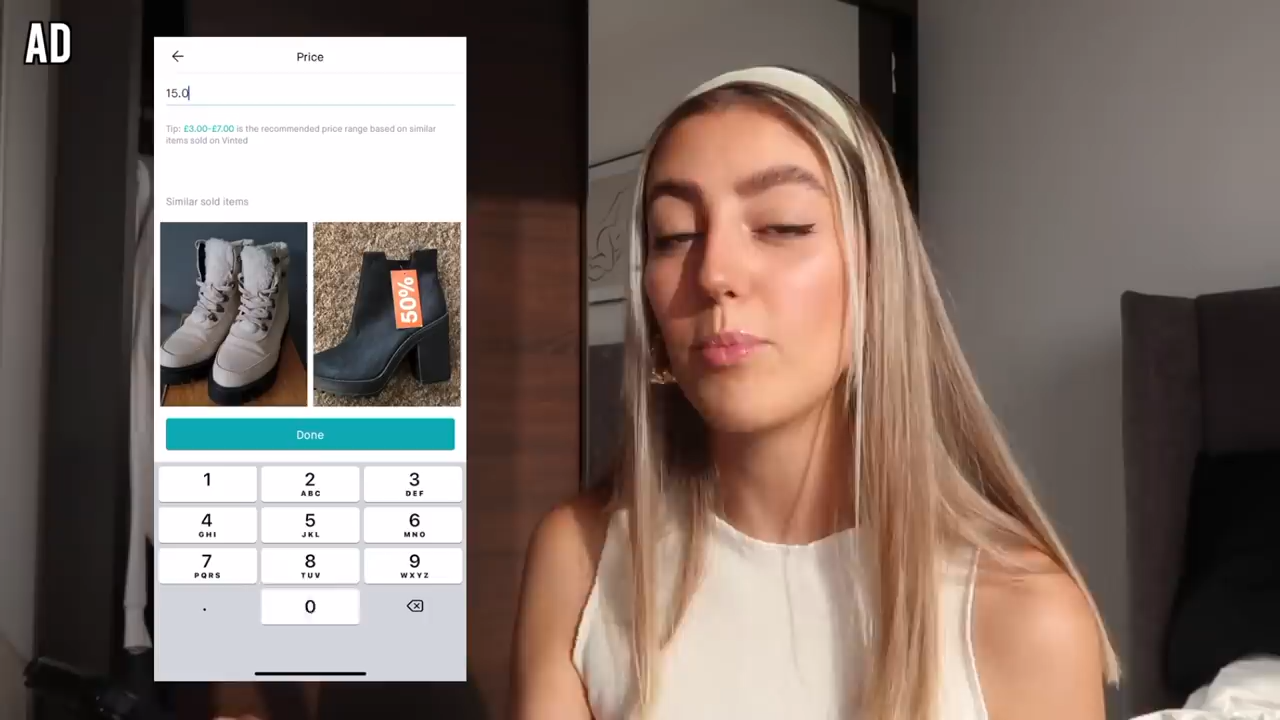 AD
Price
15.0
Tip: £3.00-£7.00 is the recommended price range based on similar
items sold on Vinted
Similar sold items
50%
Done
1
2
ABC
3
DEF
4
GHI
5
JKL
6
MNO
7
PQRS
8
TUV
9
WXYZ
.
0